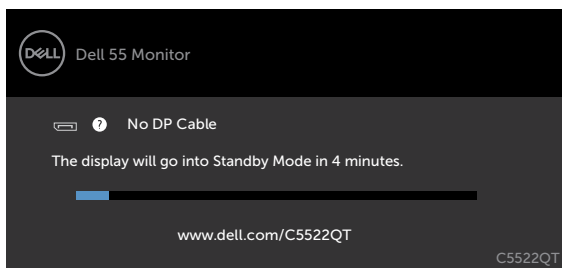 DELL Dell 55 Monitor
? No DP Cable
The display will go into Standby Mode in 4 minutes.
www.dell.com/C5522QT
C5522QT